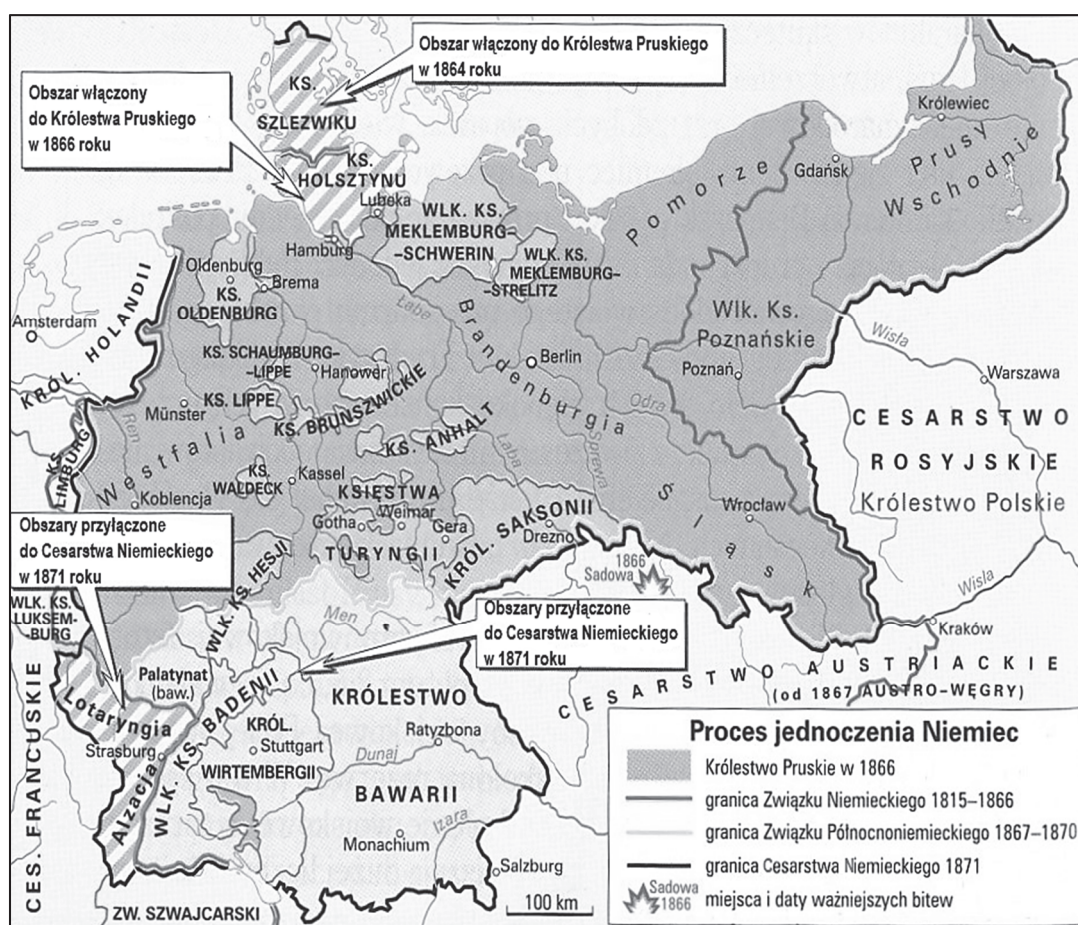 Obszar włączony do Królestwa Pruskiego
w 1864 roku
Obszar włączony
do Królestwa Pruskiego
w 1866 roku
KS.
SZLEZWIKU
KS.
HOLSZTYNU
Lubeka
Hamburg
WLK. KS.
MEKLEMBURG–
–SCHWERIN
WLK. KS.
MEKLEMBURG–
–STRELITZ
Pomorze
Gdańsk
Królewiec
Prusy
Wschodnie
Oldenburg
Brema
KS.
OLDENBURG
Łaba
Amsterdam
KRÓL. HOLANDII
KS. SCHAUMBURG–
–LIPPE
Hanower
KS. LIPPE
Münster
Ren
Westfalia
KS. BRUNSZWICKIE
Brandenburgia
Berlin
Wlk. Ks.
Poznańskie
Poznań
Odra
Wisła
Warszawa
CESARSTWO
ROSYJSKIE
Królestwo Polskie
KS. ANHALT
Łaba
Sprewa
KS. LIMBURG
Koblencja
KS.
WALDECK
Kassel
KSIĘSTWA
Weimar
Gotha
Gera
TURYNGII
KRÓL. SAKSONII
Drezno
Śląsk
Wrocław
1866
Sadowa
Wisła
Kraków
Obszary przyłączone
do Cesarstwa Niemieckiego
w 1871 roku
WLK. KS. HESJI
WLK. KS.
LUKSEM–
–BURG
Men
Obszary przyłączone
do Cesarstwa Niemieckiego
w 1871 roku
CESARSTWO AUSTRIACKIE
(od 1867 AUSTRO–WĘGRY)
CES. FRANCUSKIE
Palatynat
(baw.)
Lotaryngia
Strasburg
Alzacja
WLK. KS. BADENII
KRÓL.
Stuttgart
WIRTEMBERGII
KRÓLESTWO
Ratyzbona
Dunaj
BAWARII
Izara
Monachium
Salzburg
ZW. SZWAJCARSKI
100 km
Proces jednoczenia Niemiec
Królestwo Pruskie w 1866
granica Związku Niemieckiego 1815–1866
granica Związku Północnoniemieckiego 1867–1870
granica Cesarstwa Niemieckiego 1871
Sadowa
1866
miejsca i daty ważniejszych bitew